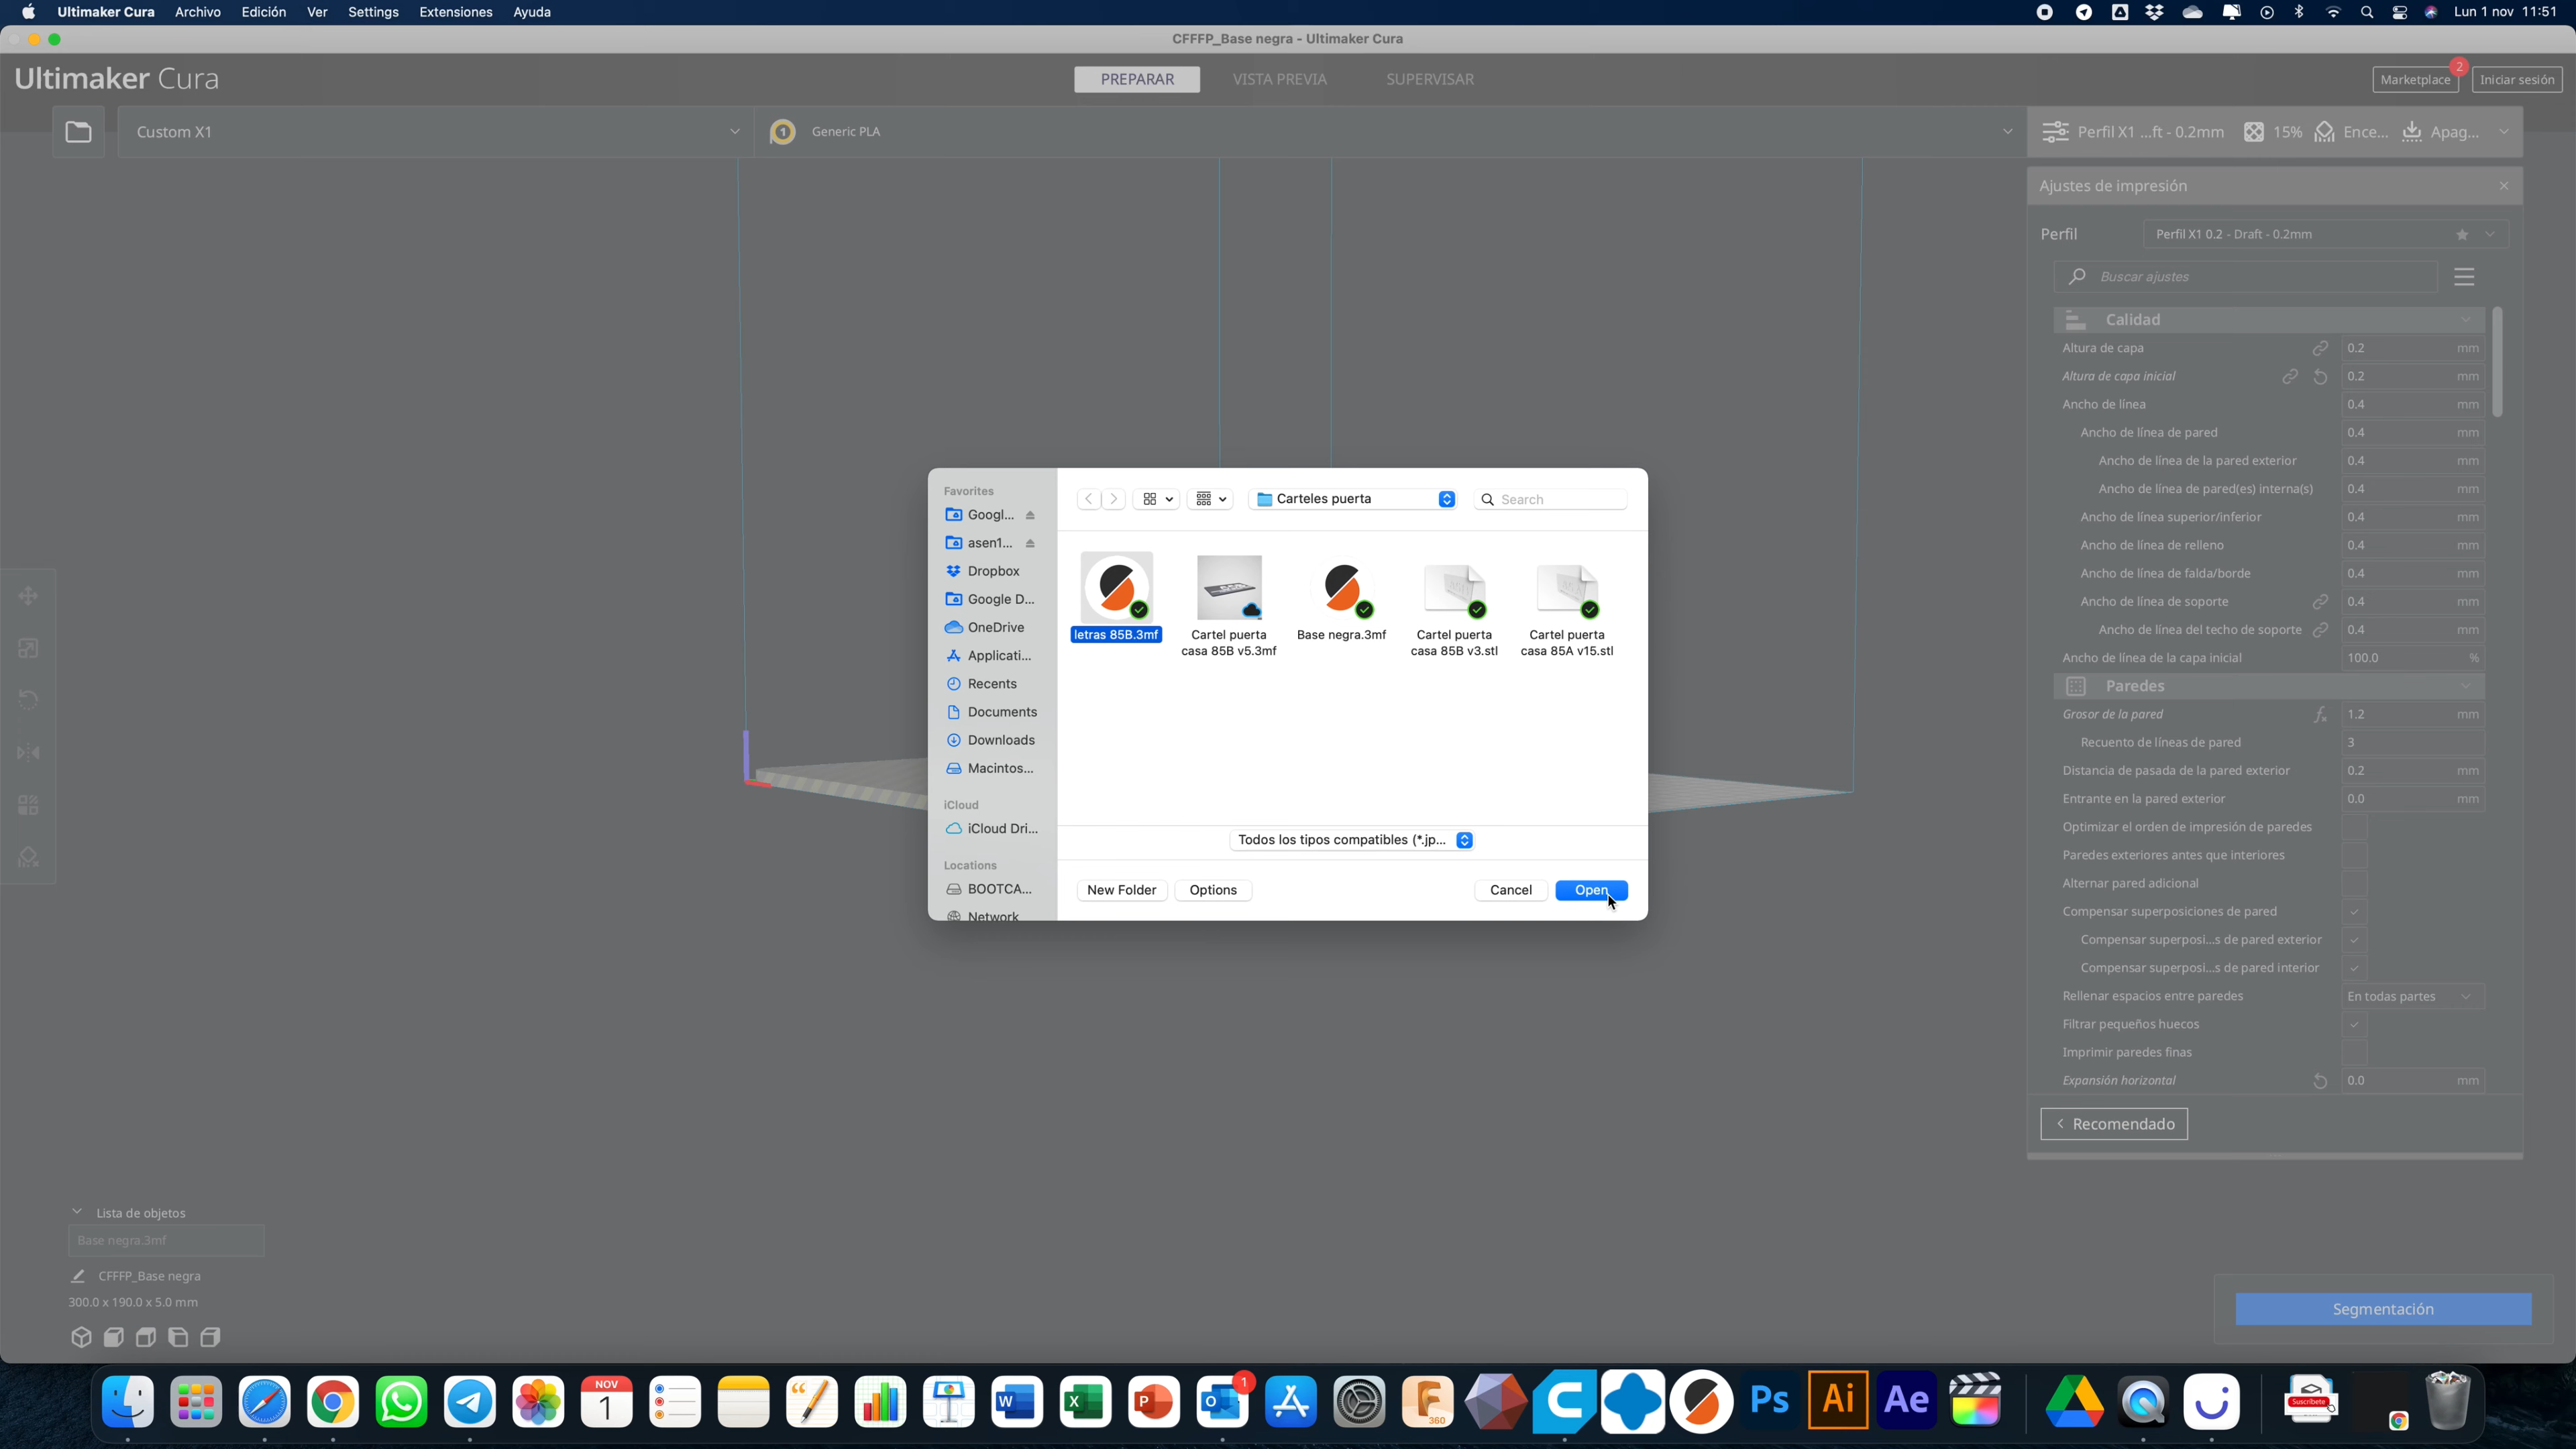 Ultimaker Cura Archivo Edición Ver Settings Extensiones Ayuda Lun 1 nov 11:51
CFFFP_Base negra - Ultimaker Cura
Ultimaker Cura PREPARAR VISTA PREVIA SUPERVISAR Marketplace 2 Iniciar sesión
Custom X1 1 Generic PLA Perfil X1 ...ft - 0.2mm 15% Ence... Apag...
Ajustes de impresión
Perfil Perfil X1 0.2 - Draft - 0.2mm
Buscar ajustes
Calidad
Altura de capa 0.2 mm
Altura de capa inicial 0.2 mm
Ancho de línea 0.4 mm
Ancho de línea de pared 0.4 mm
Ancho de línea de la pared exterior 0.4 mm
Ancho de línea de pared(es) interna(s) 0.4 mm
Ancho de línea superior/inferior 0.4 mm
Ancho de línea de relleno 0.4 mm
Ancho de línea de falda/borde 0.4 mm
Ancho de línea de soporte 0.4 mm
Ancho de línea del techo de soporte 0.4 mm
Ancho de línea de la capa inicial 100.0 %
Paredes
Grosor de la pared 1.2 mm
Recuento de líneas de pared 3
Distancia de pasada de la pared exterior 0.2 mm
Entrante en la pared exterior 0.0 mm
Optimizar el orden de impresión de paredes
Paredes exteriores antes que interiores
Alternar pared adicional
Compensar superposiciones de pared
Compensar superposi...s de pared exterior
Compensar superposi...s de pared interior
Rellenar espacios entre paredes En todas partes
Filtrar pequeños huecos
Imprimir paredes finas
Expansión horizontal 0.0 mm
Recomendado
Favorites
Googl...
asen1...
Dropbox
Google D...
OneDrive
Applicati...
Recents
Documents
Downloads
Macintos...
iCloud
iCloud Dri...
Locations
BOOTCA...
Network
Carteles puerta Search
letras 85B.3mf
Cartel puerta
casa 85B v5.3mf
Base negra.3mf
Cartel puerta
casa 85B v3.stl
Cartel puerta
casa 85A v15.stl
Todos los tipos compatibles (*.jp...
New Folder Options Cancel Open
Lista de objetos
Base negra.3mf
CFFFP_Base negra
300.0 x 190.0 x 5.0 mm
Segmentación
NOV
1
W
X
P
O
1
F
360
Ps
Ai
Ae
Suscríbete